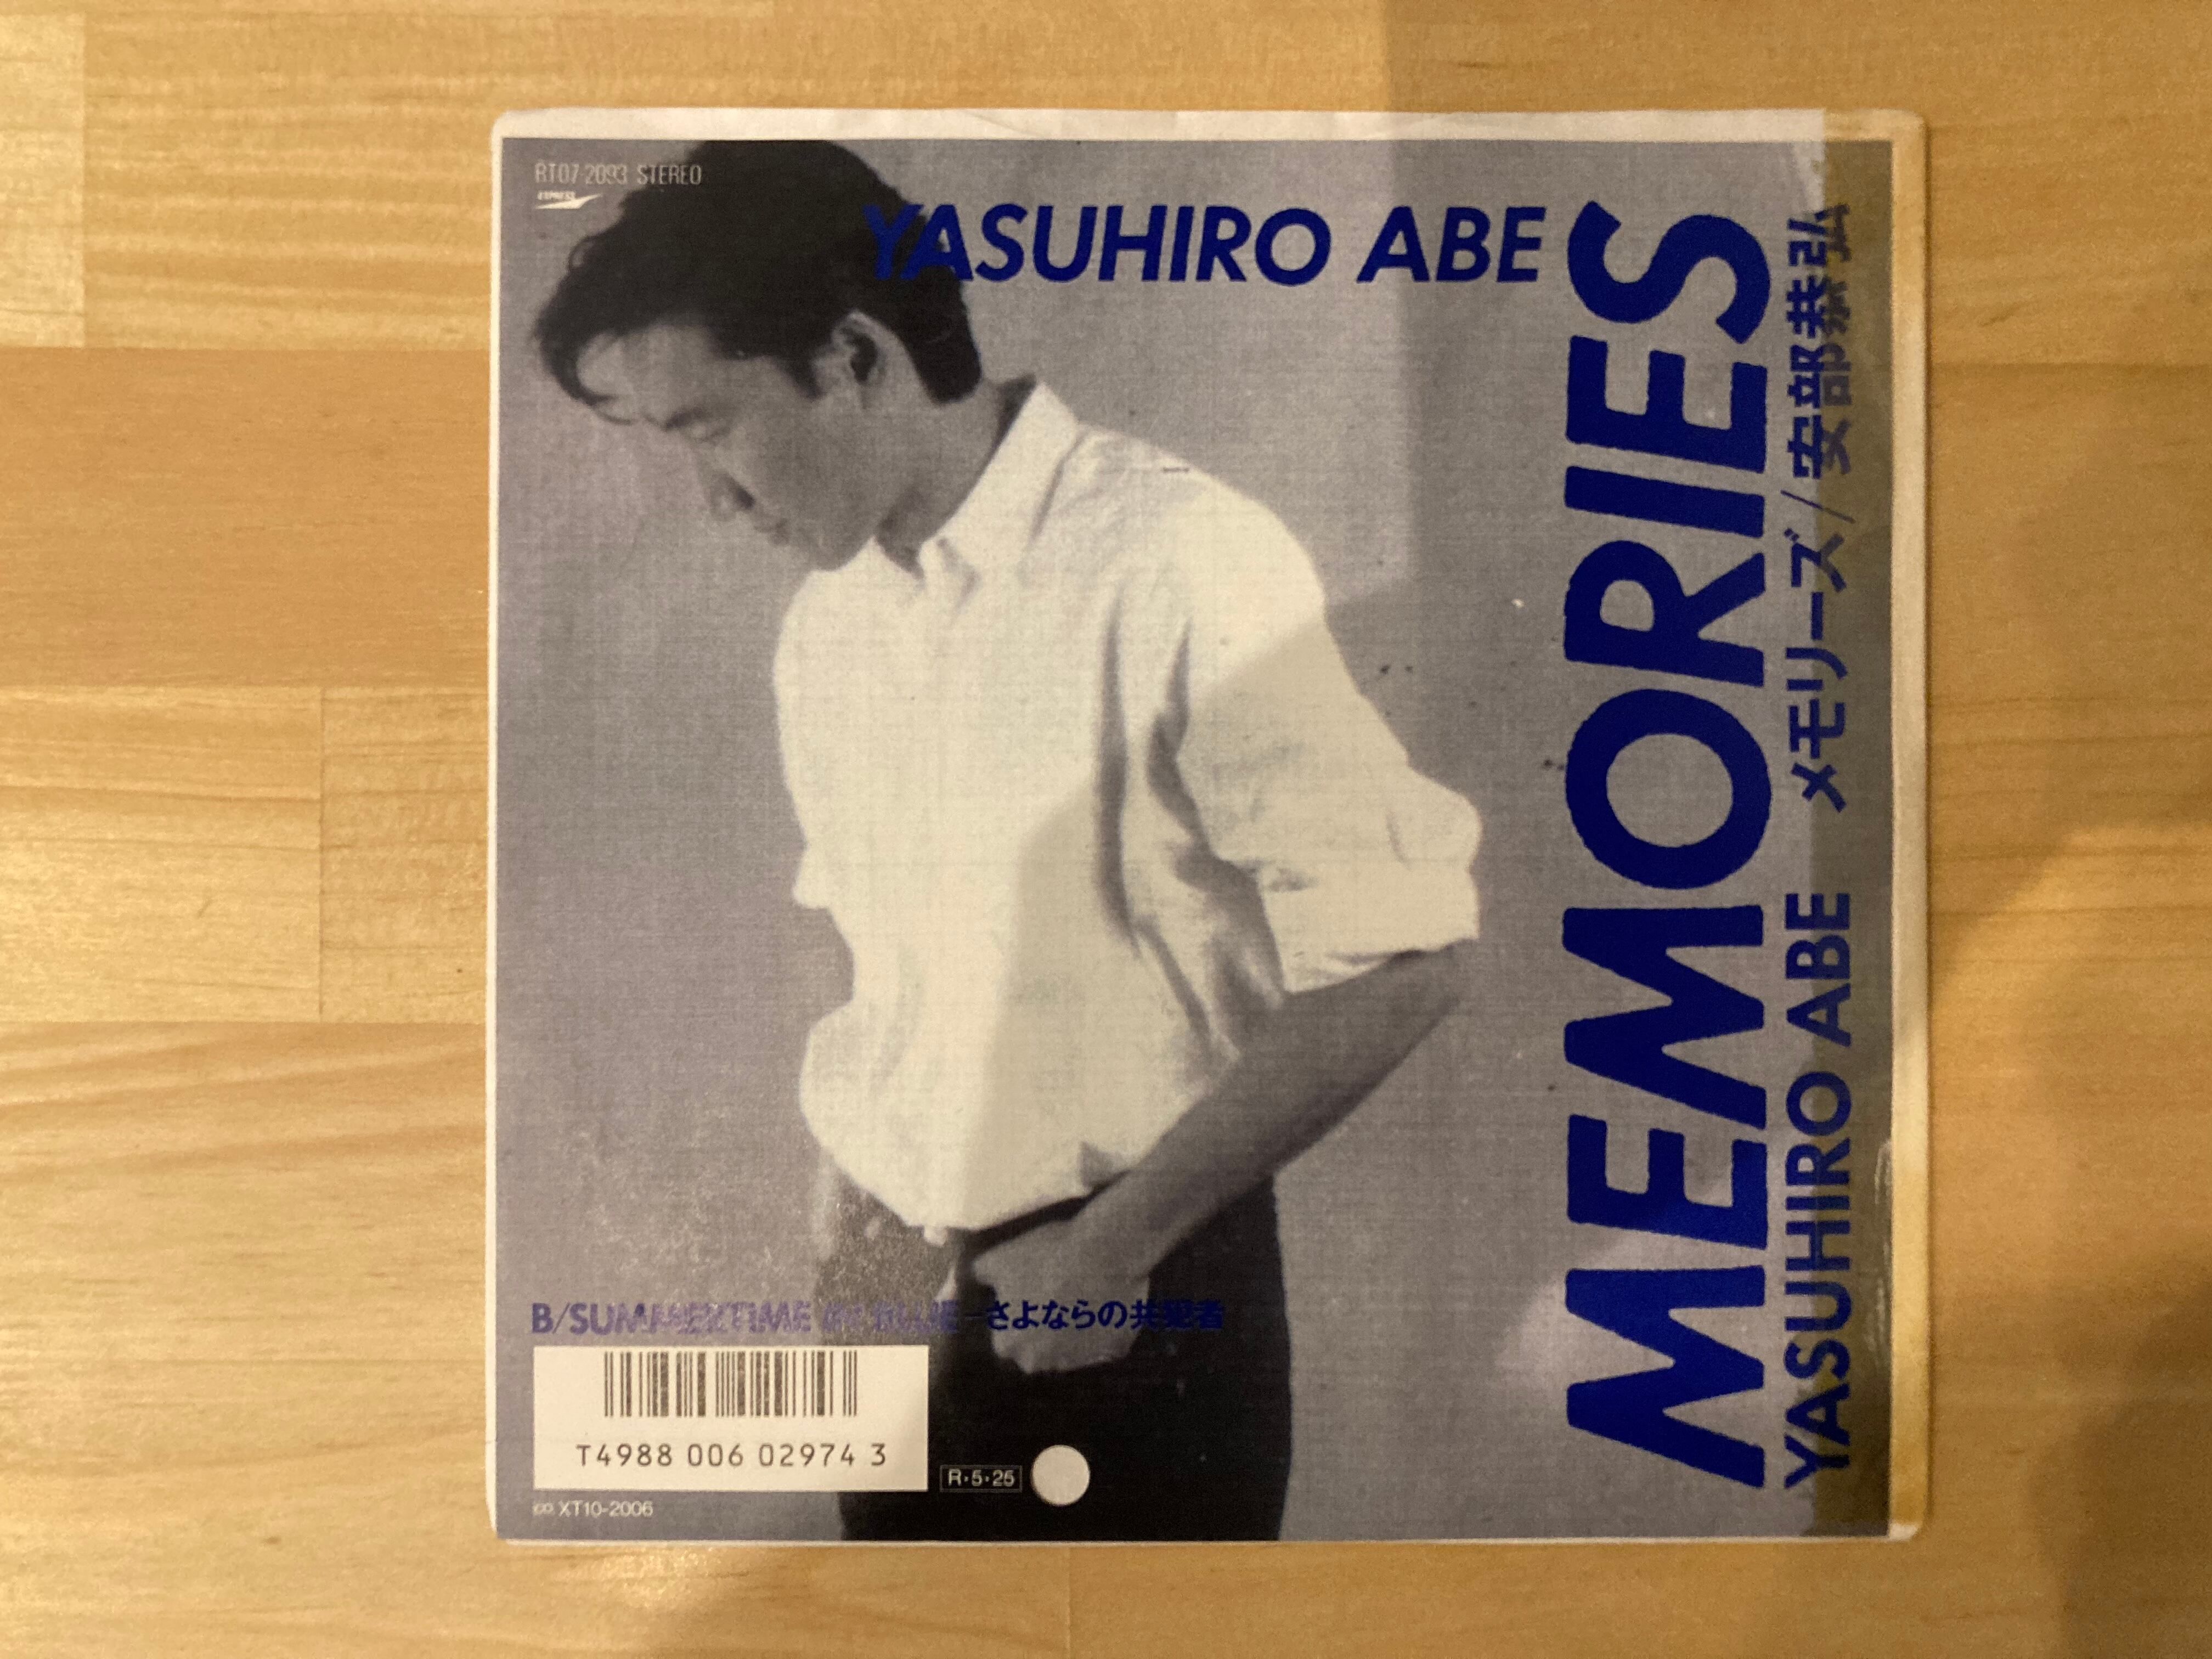 RT07-2093 STEREO
EXPRESS
YASUHIRO ABE
MEMORIES
YASUHIRO ABE メモリーズ/安部恭弘
B/SUMMERTIME IN BLUE－さよならの共犯者
T4988 006 02974 3
R・5・25
XT10-2006